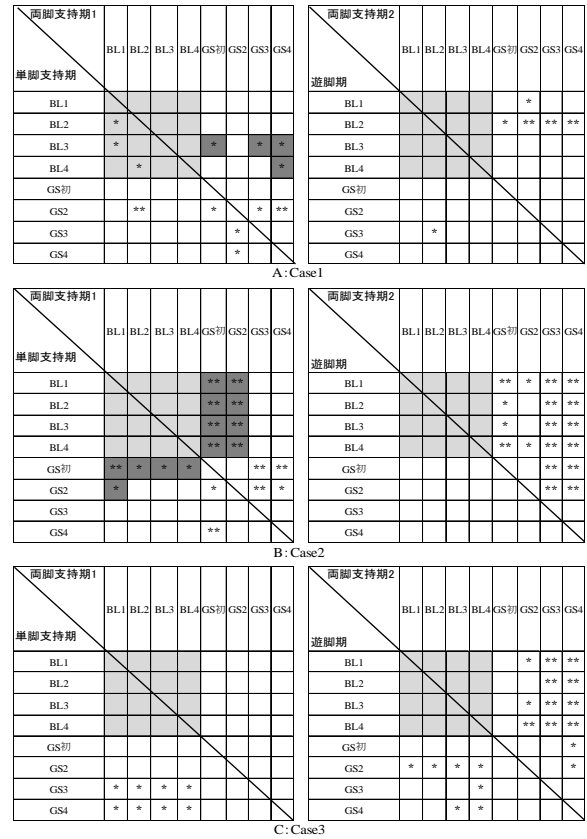 両脚支持期1 両脚支持期2
BL1 BL2 BL3 BL4 GS初 GS2 GS3 GS4 BL1 BL2 BL3 BL4 GS初 GS2 GS3 GS4
単脚支持期 遊脚期
BL1 BL1 *
BL2 * BL2 * ** ** **
BL3 * * * * BL3
BL4 * * BL4
GS初 GS初
GS2 ** * * ** GS2
GS3 * GS3 *
GS4 * GS4
A:Case1
両脚支持期1 両脚支持期2
BL1 BL2 BL3 BL4 GS初 GS2 GS3 GS4 BL1 BL2 BL3 BL4 GS初 GS2 GS3 GS4
単脚支持期 遊脚期
BL1 ** ** BL1 ** * ** **
BL2 ** ** BL2 * ** **
BL3 ** ** BL3 * ** **
BL4 ** ** BL4 ** * ** **
GS初 ** * * * ** ** GS初 ** **
GS2 * * ** * GS2 ** **
GS3 GS3
GS4 ** GS4
B:Case2
両脚支持期1 両脚支持期2
BL1 BL2 BL3 BL4 GS初 GS2 GS3 GS4 BL1 BL2 BL3 BL4 GS初 GS2 GS3 GS4
単脚支持期 遊脚期
BL1 BL1 * ** **
BL2 BL2 ** **
BL3 BL3 * ** **
BL4 BL4 ** ** **
GS初 GS初 *
GS2 GS2 * * * * *
GS3 * * * * GS3 *
GS4 * * * * GS4 * *
C:Case3